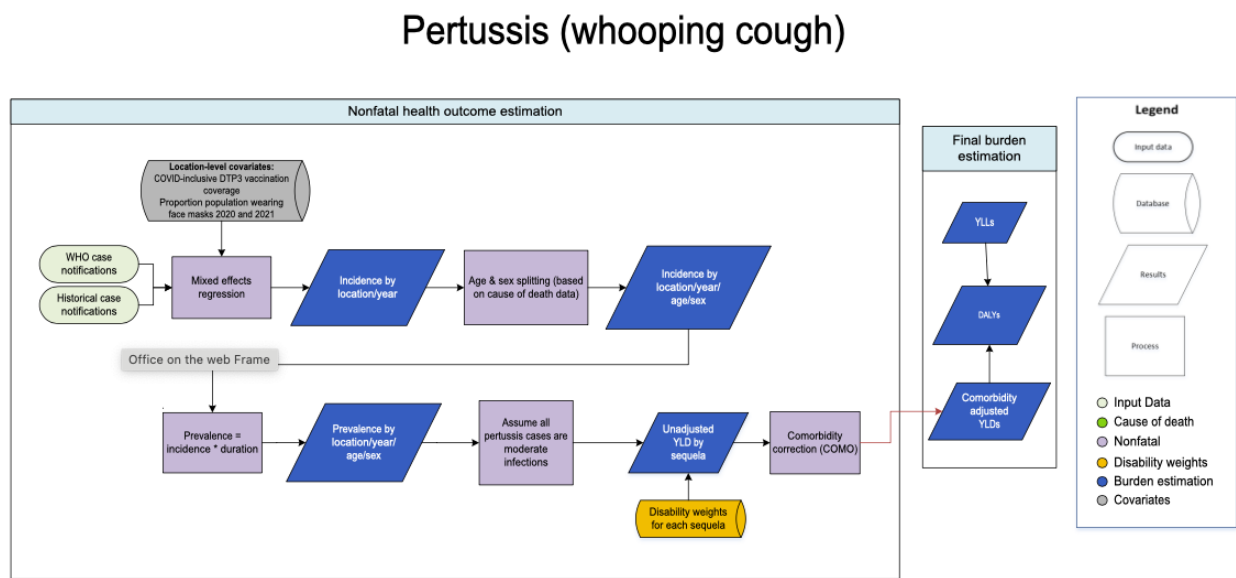 Pertussis (whooping cough)
Nonfatal health outcome estimation
Location-level covariates:
COVID-inclusive DTP3 vaccination
coverage
Proportion population wearing
face masks 2020 and 2021
WHO case
notifications
Historical case
notifications
Mixed effects
regression
Incidence by
location/year
Age & sex splitting (based
on cause of death data)
Incidence by
location/year/
age/sex
Office on the web Frame
Prevalence =
incidence * duration
Prevalence by
location/year/
age/sex
Assume all
pertussis cases are
moderate
infections
Unadjusted
YLD by
sequela
Comorbidity
correction (COMO)
Disability weights
for each sequela
Final burden
estimation
YLLs
DALYs
Comorbidity
adjusted
YLDs
Legend
Input data
Database
Results
Process
Input Data
Cause of death
Nonfatal
Disability weights
Burden estimation
Covariates